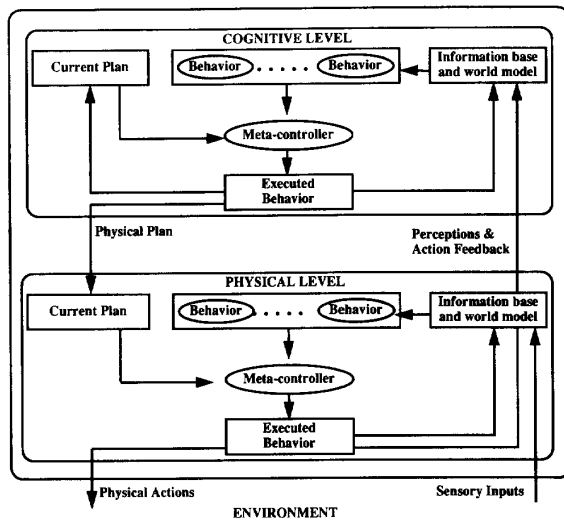 COGNITIVE LEVEL
Current Plan
Behavior . . . . . Behavior
Information base
and world model
Meta-controller
Executed
Behavior
Physical Plan
Perceptions &
Action Feedback
PHYSICAL LEVEL
Current Plan
Behavior . . . . . Behavior
Information base
and world model
Meta-controller
Executed
Behavior
Physical Actions
Sensory Inputs
ENVIRONMENT